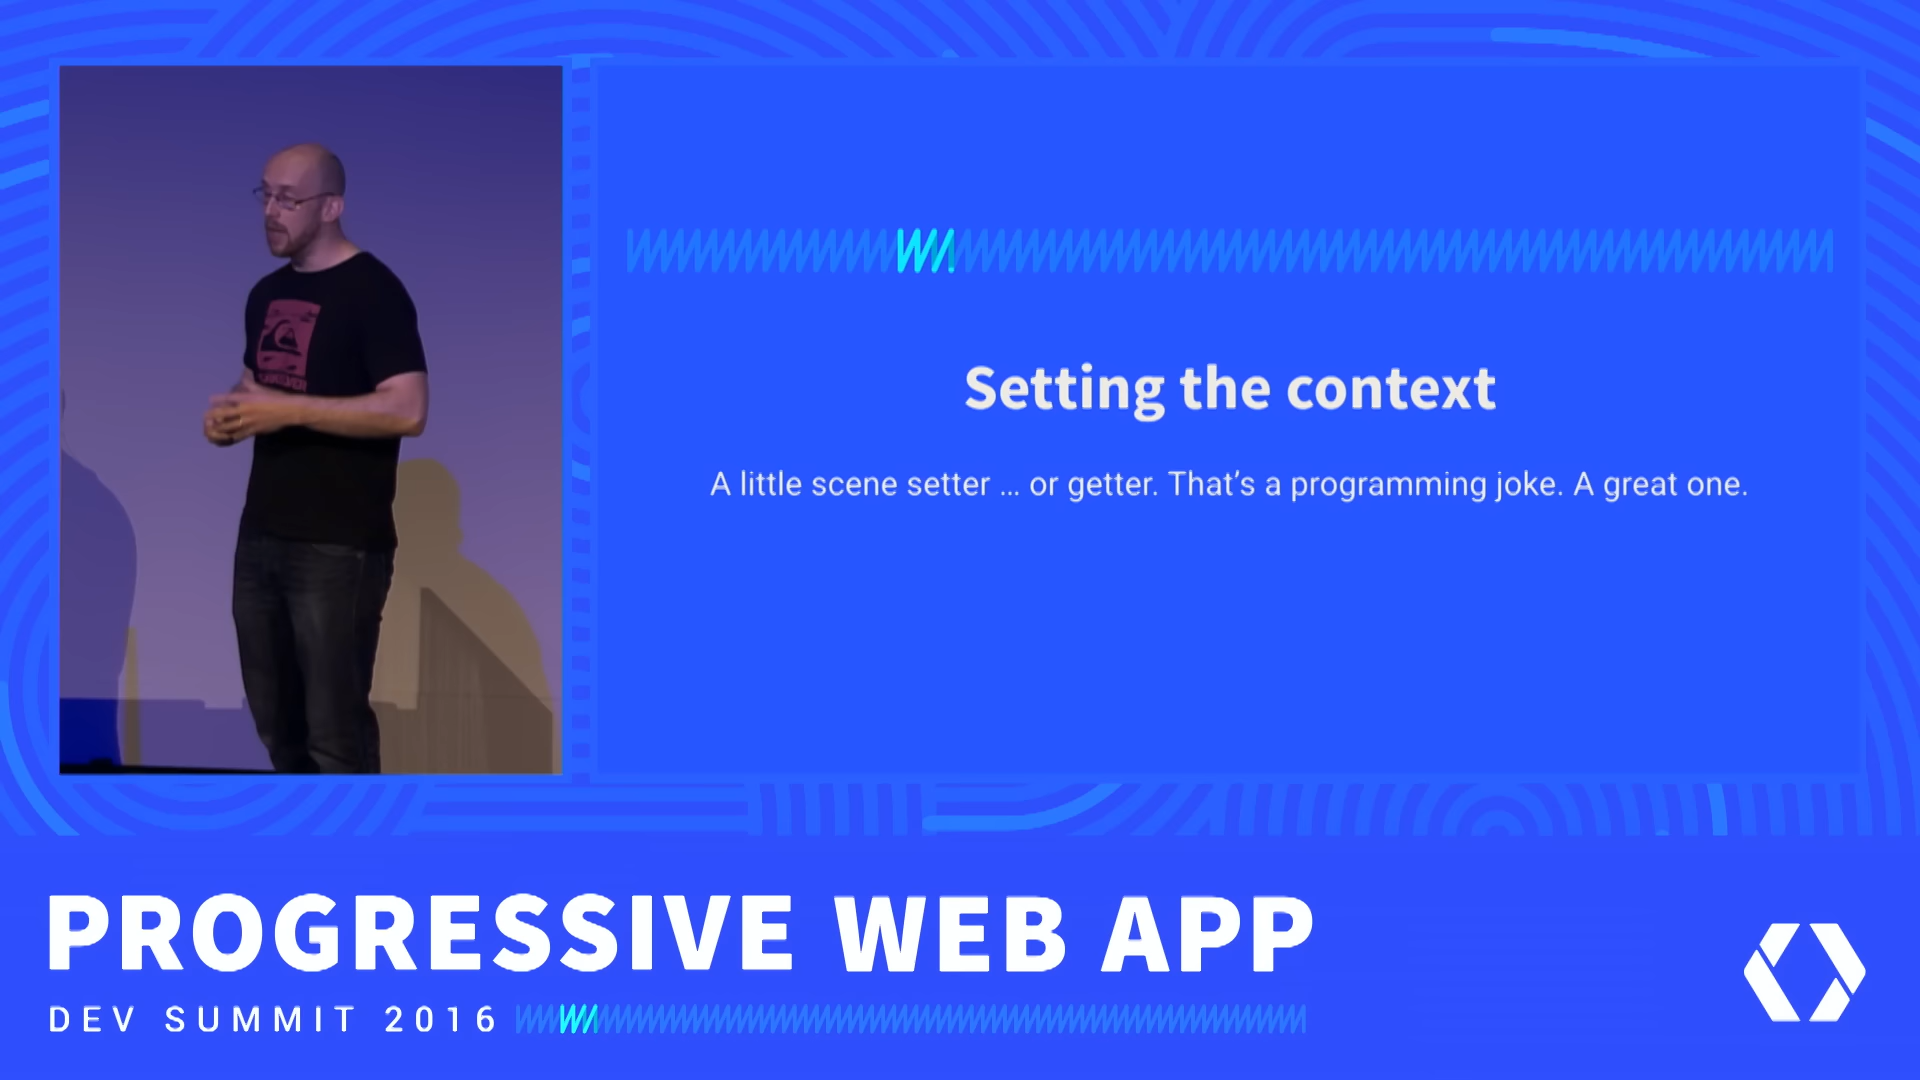 Setting the context
A little scene setter ... or getter. That's a programming joke. A great one.
PROGRESSIVE WEB APP
DEV SUMMIT 2016